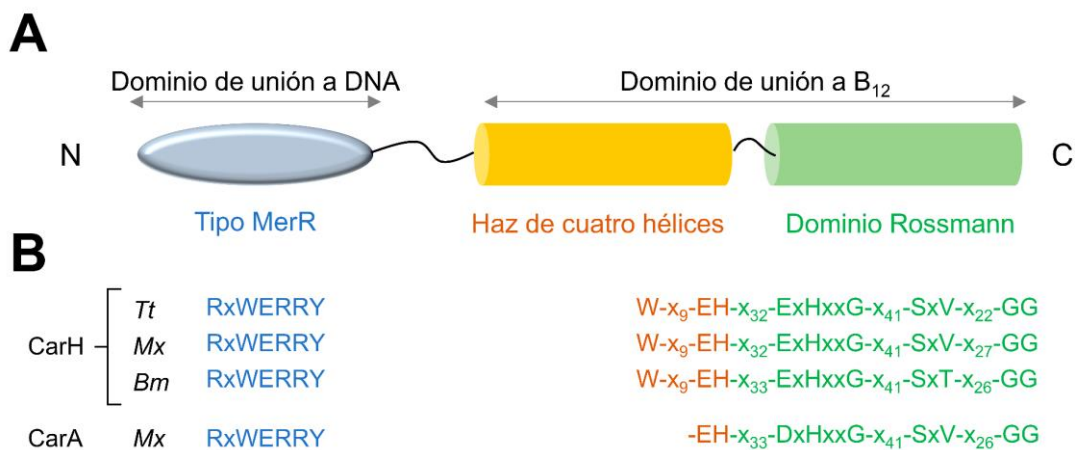 A
Dominio de unión a DNA Dominio de unión a B₁₂
N C
Tipo MerR Haz de cuatro hélices Dominio Rossmann
B
Tt RxWERRY W-x₉-EH-x₃₂-ExHxxG-x₄₁-SxV-x₂₂-GG
CarH Mx RxWERRY W-x₉-EH-x₃₂-ExHxxG-x₄₁-SxV-x₂₇-GG
Bm RxWERRY W-x₉-EH-x₃₃-ExHxxG-x₄₁-SxT-x₂₆-GG
CarA Mx RxWERRY -EH-x₃₃-DxHxxG-x₄₁-SxV-x₂₆-GG